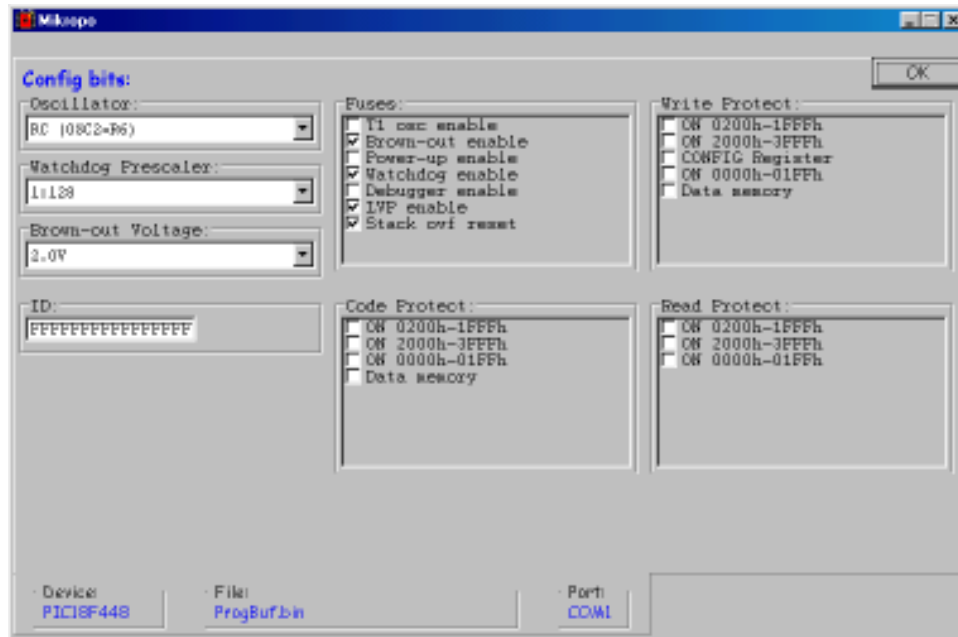 Mikropo
Config bits:
OK
Oscillator:
RC (OSC2=R6)
Watchdog Prescaler:
1:128
Brown-out Voltage:
2.0V
ID:
FFFFFFFFFFFFFFFF
Fuses:
T1 osc enable
Brown-out enable
Power-up enable
Watchdog enable
Debugger enable
LVP enable
Stack ovf reset
Write Protect:
ON 0200h-1FFFh
ON 2000h-3FFFh
CONFIG Register
ON 0000h-01FFh
Data memory
Code Protect:
ON 0200h-1FFFh
ON 2000h-3FFFh
ON 0000h-01FFh
Data memory
Read Protect:
ON 0200h-1FFFh
ON 2000h-3FFFh
ON 0000h-01FFh
Device:
PIC18F448
File:
ProgBuf.bin
Port:
COM1